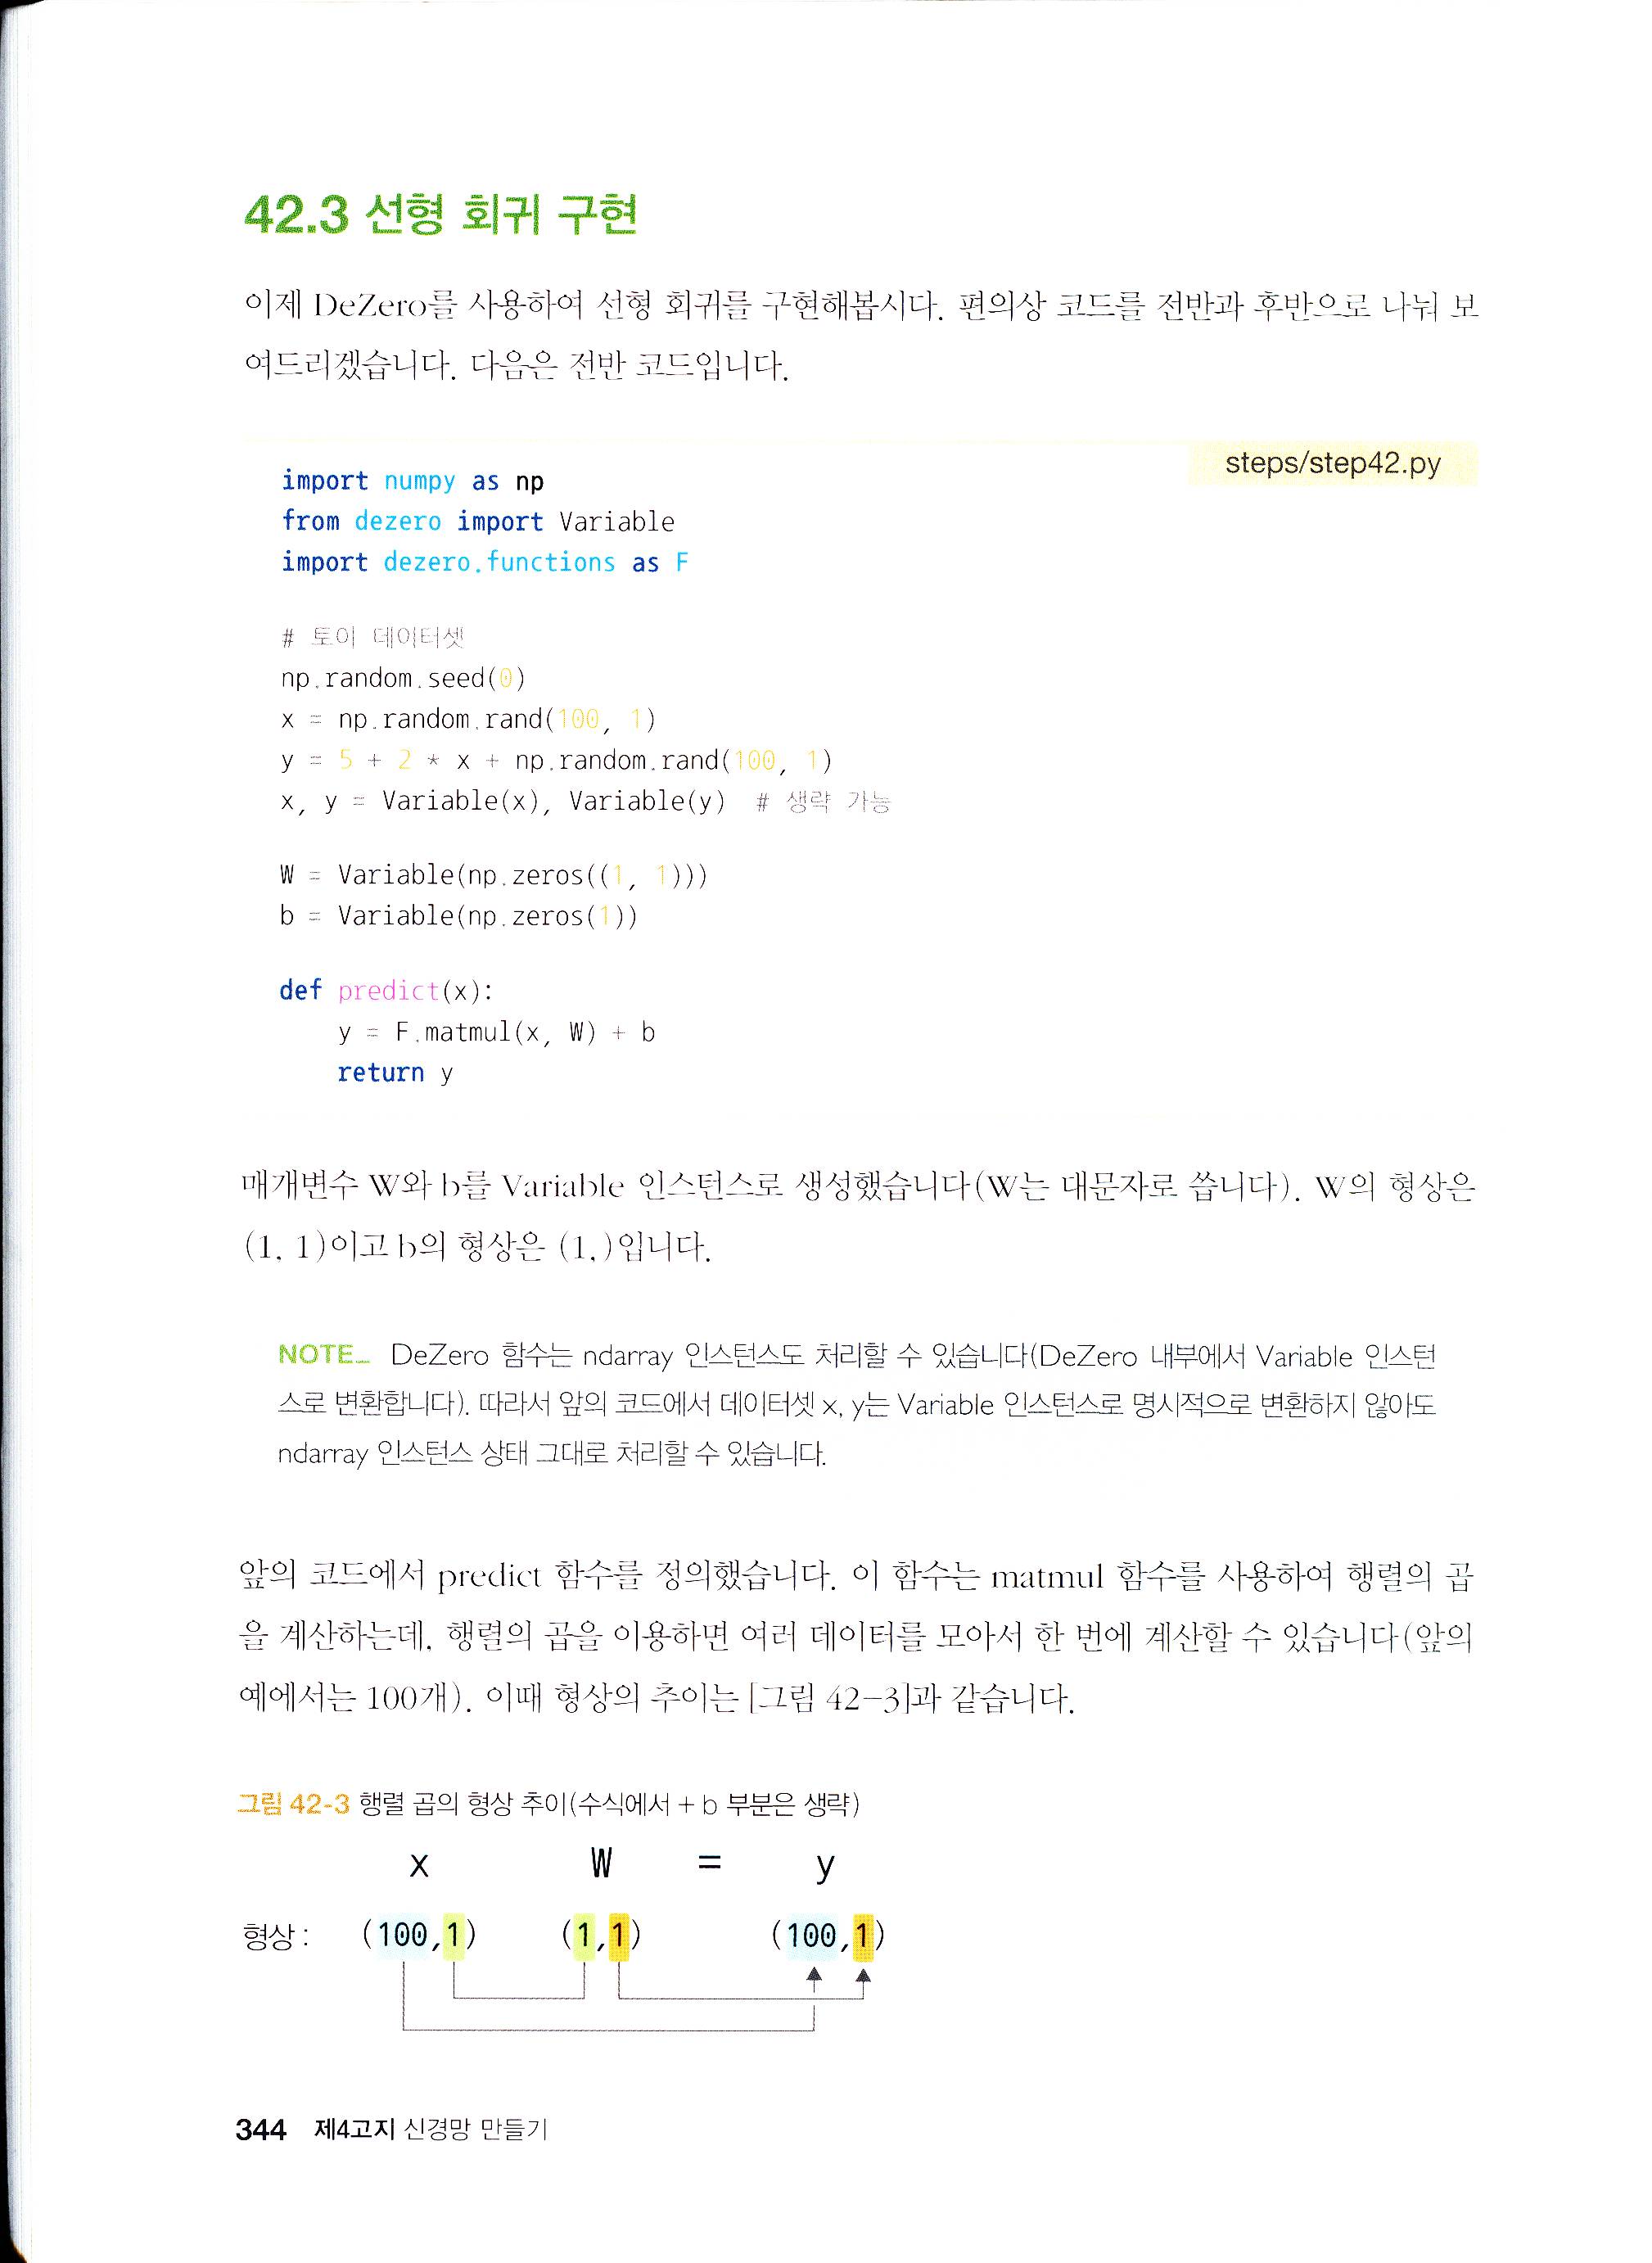 42.3 선형 회귀 구현
이제 DeZero를 사용하여 선형 회귀를 구현해봅시다. 편의상 코드를 전반과 후반으로 나눠 보
여드리겠습니다. 다음은 전반 코드입니다.
steps/step42.py
import numpy as np
from dezero import Variable
import dezero.functions as F
# 토이 데이터셋
np.random.seed(0)
x = np.random.rand(100, 1)
y = 5 + 2 * x + np.random.rand(100, 1)
x, y = Variable(x), Variable(y)  # 생략 가능
W = Variable(np.zeros((1, 1)))
b = Variable(np.zeros(1))
def predict(x):
    y = F.matmul(x, W) + b
    return y
매개변수 W와 b를 Variable 인스턴스로 생성했습니다(W는 대문자로 씁니다). W의 형상은
(1, 1)이고 b의 형상은 (1,)입니다.
NOTE_ DeZero 함수는 ndarray 인스턴스도 처리할 수 있습니다(DeZero 내부에서 Variable 인스턴
스로 변환합니다). 따라서 앞의 코드에서 데이터셋 x, y는 Variable 인스턴스로 명시적으로 변환하지 않아도
ndarray 인스턴스 상태 그대로 처리할 수 있습니다.
앞의 코드에서 predict 함수를 정의했습니다. 이 함수는 matmul 함수를 사용하여 행렬의 곱
을 계산하는데, 행렬의 곱을 이용하면 여러 데이터를 모아서 한 번에 계산할 수 있습니다(앞의
예에서는 100개). 이때 형상의 추이는 [그림 42-3]과 같습니다.
그림 42-3 행렬 곱의 형상 추이(수식에서 + b 부분은 생략)
x W = y
형상 : (100,1) (1,1) (100,1)
344 제4고지 신경망 만들기